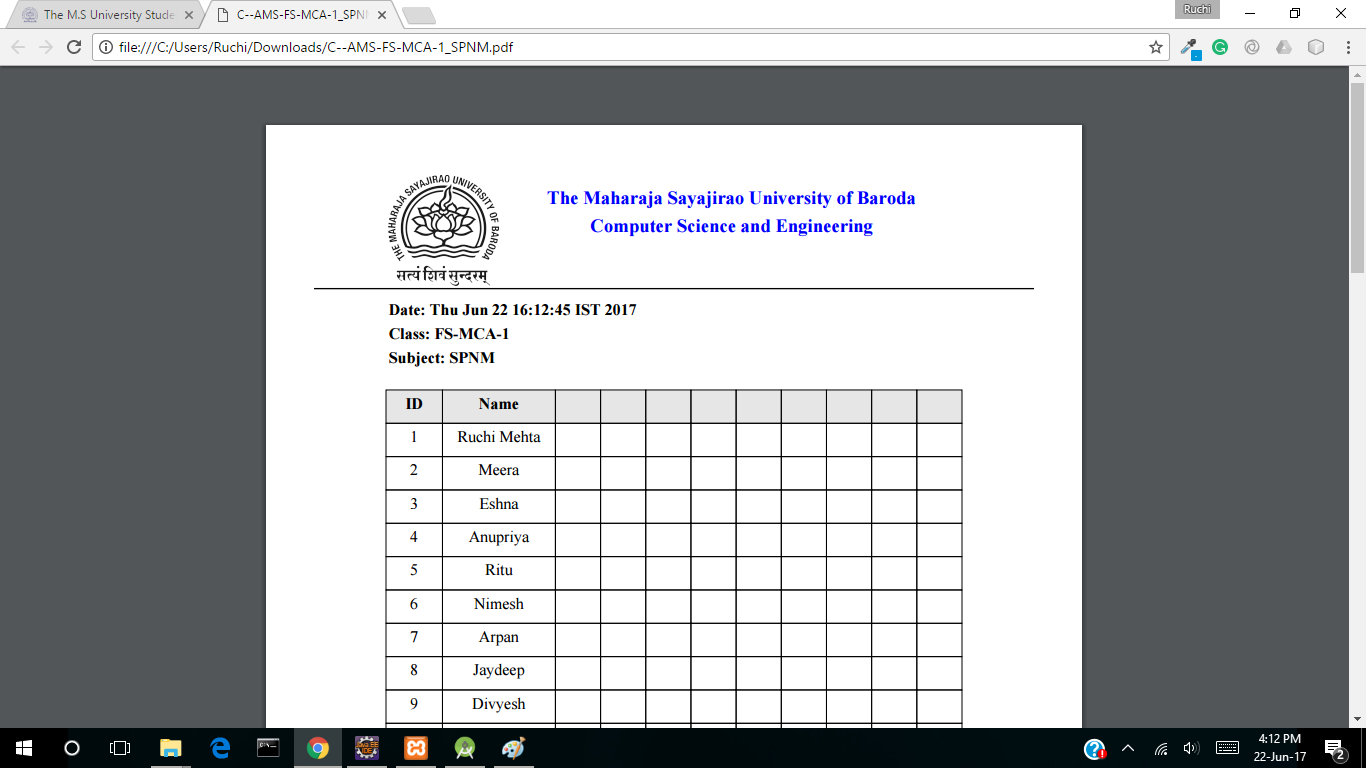 The M.S University Stude
C--AMS-FS-MCA-1_SPNM
Ruchi
file:///C:/Users/Ruchi/Downloads/C--AMS-FS-MCA-1_SPNM.pdf
THE MAHARAJA SAYAJIRAO UNIVERSITY OF BARODA
सत्यं शिवं सुन्दरम्
The Maharaja Sayajirao University of Baroda
Computer Science and Engineering
Date: Thu Jun 22 16:12:45 IST 2017
Class: FS-MCA-1
Subject: SPNM
ID Name
1 Ruchi Mehta
2 Meera
3 Eshna
4 Anupriya
5 Ritu
6 Nimesh
7 Arpan
8 Jaydeep
9 Divyesh
4:12 PM
22-Jun-17
2